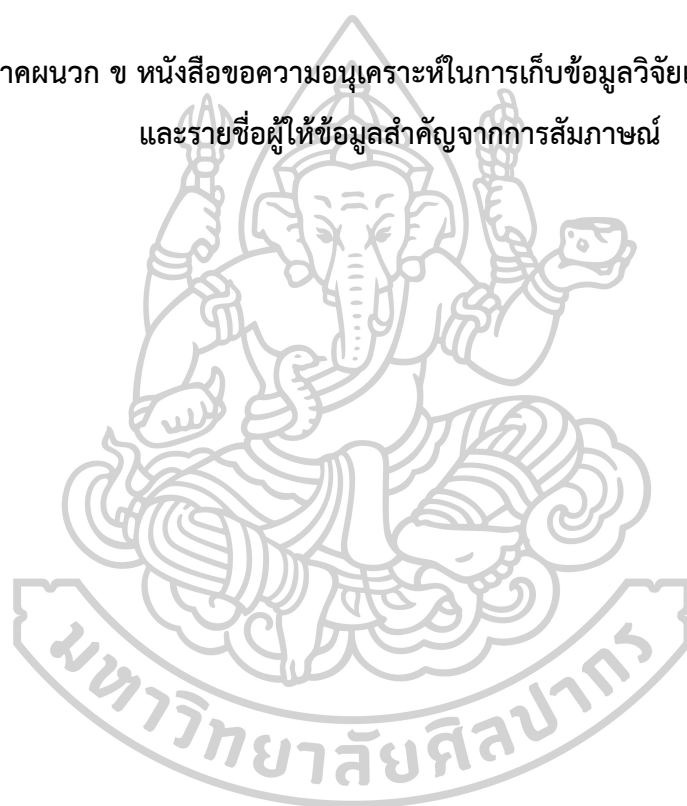 าคผนวก ข หนังสือขอความอนุเคราะห์ในการเก็บข้อมูลวิจัยเ
และรายชื่อผู้ให้ข้อมูลสำคัญจากการสัมภาษณ์
มหาวิทยาลัยศิลปากร